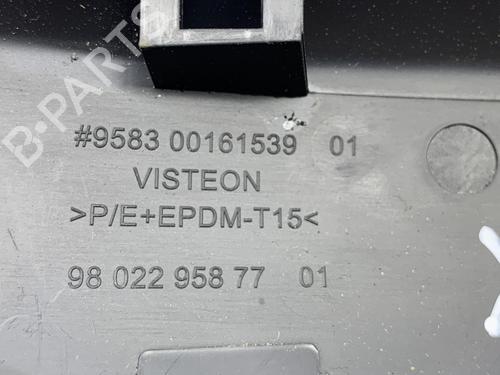 B-PARTS
#9583 00161539 01
VISTEON
>P/E+EPDM-T15<
98 022 958 77 01